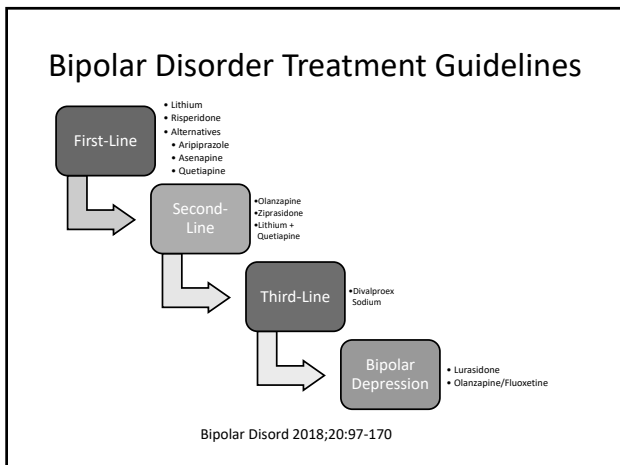 Bipolar Disorder Treatment Guidelines
First-Line
• Lithium
• Risperidone
• Alternatives
• Aripiprazole
• Asenapine
• Quetiapine
Second-
Line
•Olanzapine
•Ziprasidone
•Lithium +
Quetiapine
Third-Line
•Divalproex
Sodium
Bipolar
Depression
• Lurasidone
• Olanzapine/Fluoxetine
Bipolar Disord 2018;20:97-170